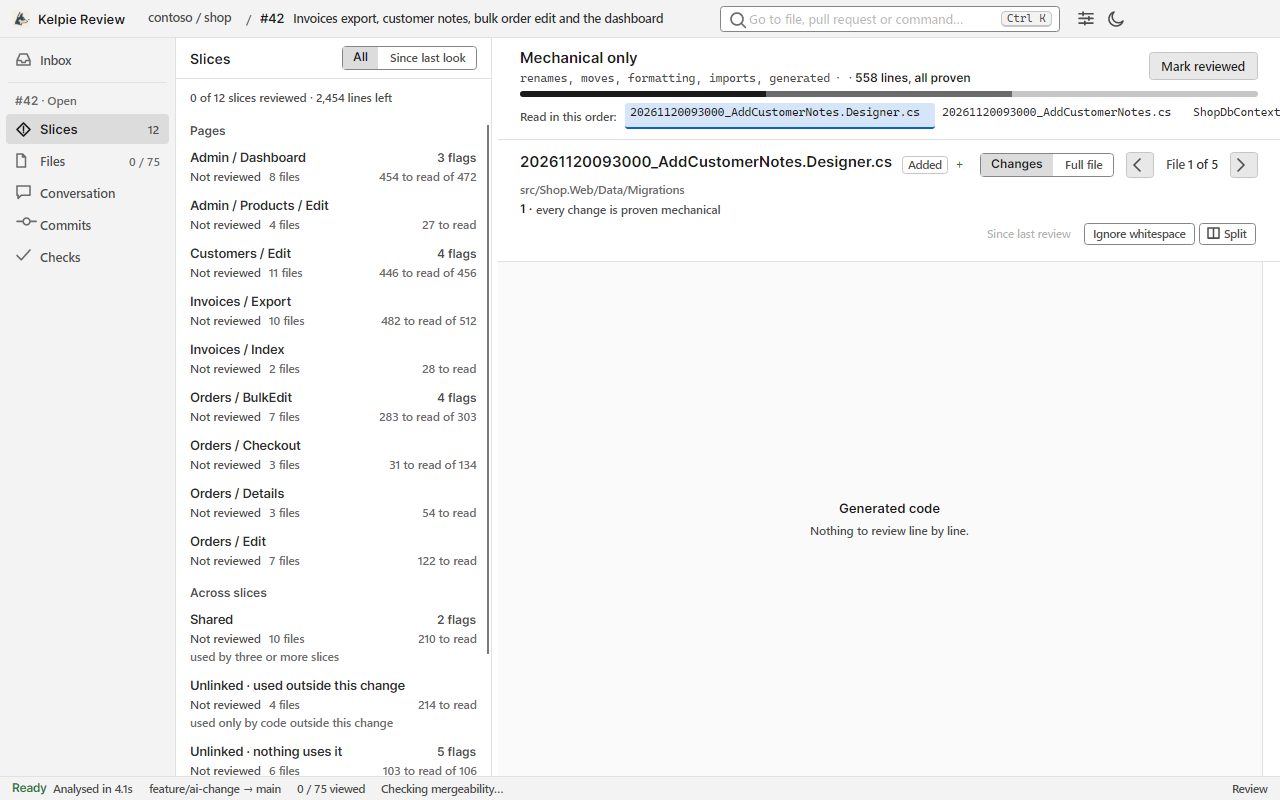 Kelpie Review
contoso / shop / #42 Invoices export, customer notes, bulk order edit and the dashboard
Go to file, pull request or command... Ctrl K
Inbox
#42 · Open
Slices 12
Files 0 / 75
Conversation
Commits
Checks
Slices
All Since last look
0 of 12 slices reviewed · 2,454 lines left
Pages
Admin / Dashboard 3 flags
Not reviewed 8 files 454 to read of 472
Admin / Products / Edit
Not reviewed 4 files 27 to read
Customers / Edit 4 flags
Not reviewed 11 files 446 to read of 456
Invoices / Export
Not reviewed 10 files 482 to read of 512
Invoices / Index
Not reviewed 2 files 28 to read
Orders / BulkEdit 4 flags
Not reviewed 7 files 283 to read of 303
Orders / Checkout
Not reviewed 3 files 31 to read of 134
Orders / Details
Not reviewed 3 files 54 to read
Orders / Edit
Not reviewed 7 files 122 to read
Across slices
Shared 2 flags
Not reviewed 10 files 210 to read
used by three or more slices
Unlinked · used outside this change
Not reviewed 4 files 214 to read
used only by code outside this change
Unlinked · nothing uses it 5 flags
Not reviewed 6 files 103 to read of 106
Mechanical only
renames, moves, formatting, imports, generated · · 558 lines, all proven
Mark reviewed
Read in this order: 20261120093000_AddCustomerNotes.Designer.cs 20261120093000_AddCustomerNotes.cs ShopDbContext
20261120093000_AddCustomerNotes.Designer.cs Added + Changes Full file File 1 of 5
src/Shop.Web/Data/Migrations
1 · every change is proven mechanical
Since last review Ignore whitespace Split
Generated code
Nothing to review line by line.
Ready Analysed in 4.1s feature/ai-change → main 0 / 75 viewed Checking mergeability... Review